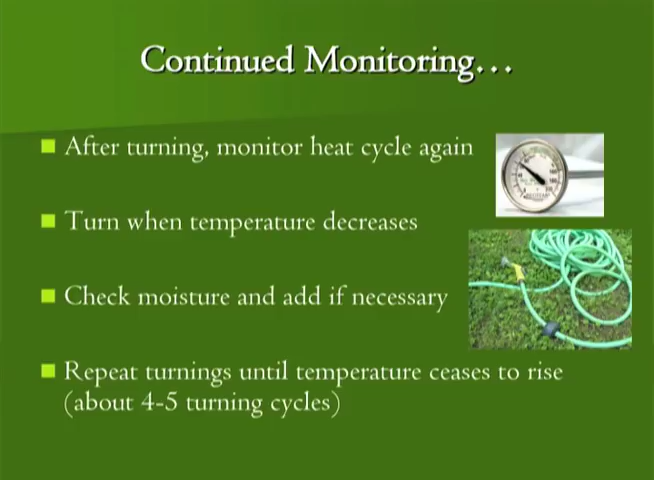 Continued Monitoring...
After turning, monitor heat cycle again
Turn when temperature decreases
Check moisture and add if necessary
Repeat turnings until temperature ceases to rise
(about 4-5 turning cycles)